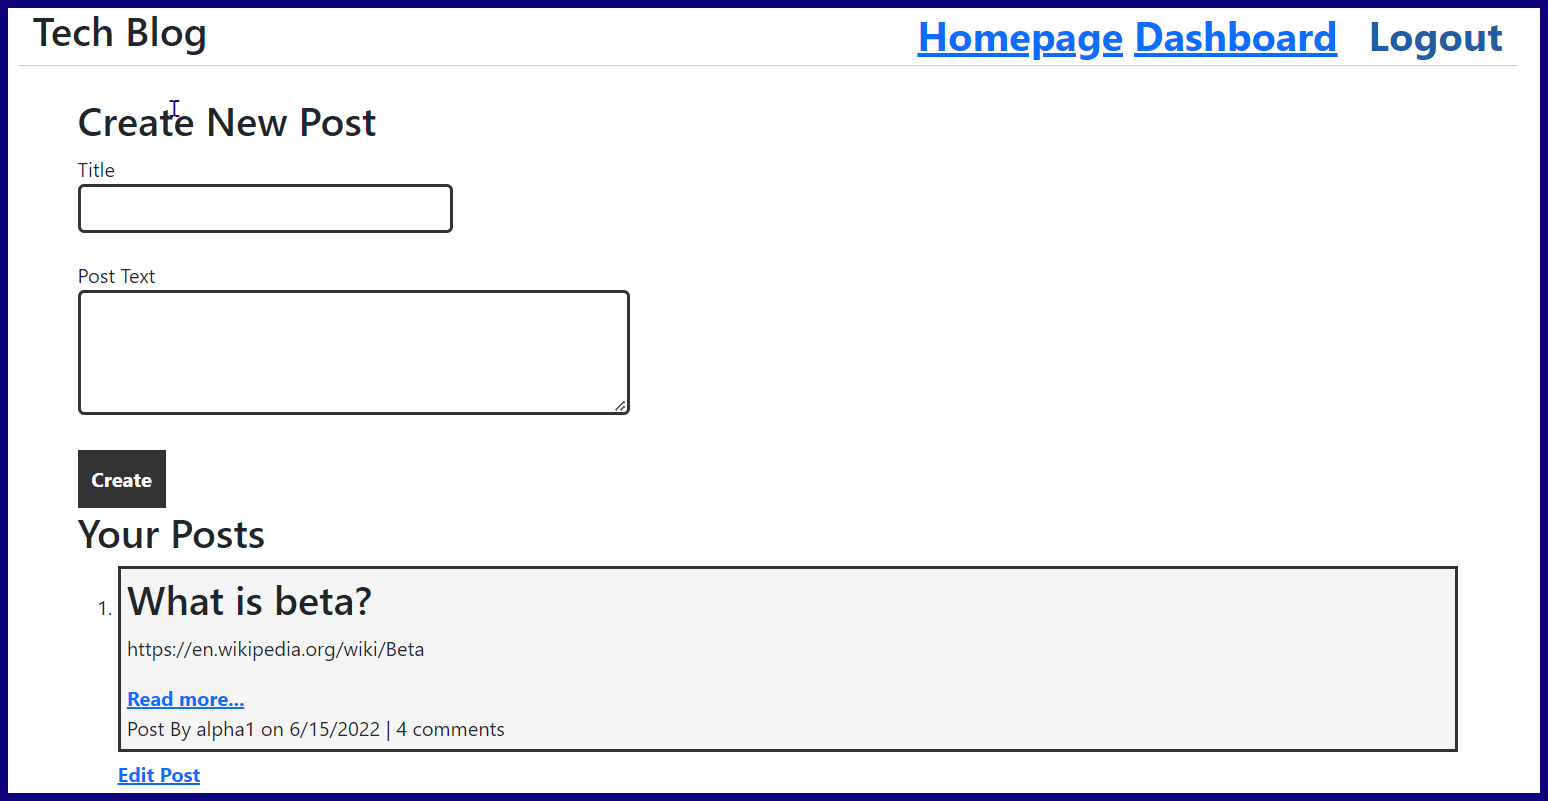 Tech Blog
Homepage Dashboard Logout
Create New Post
Title
Post Text
Create
Your Posts
1. What is beta?
https://en.wikipedia.org/wiki/Beta
Read more...
Post By alpha1 on 6/15/2022 | 4 comments
Edit Post